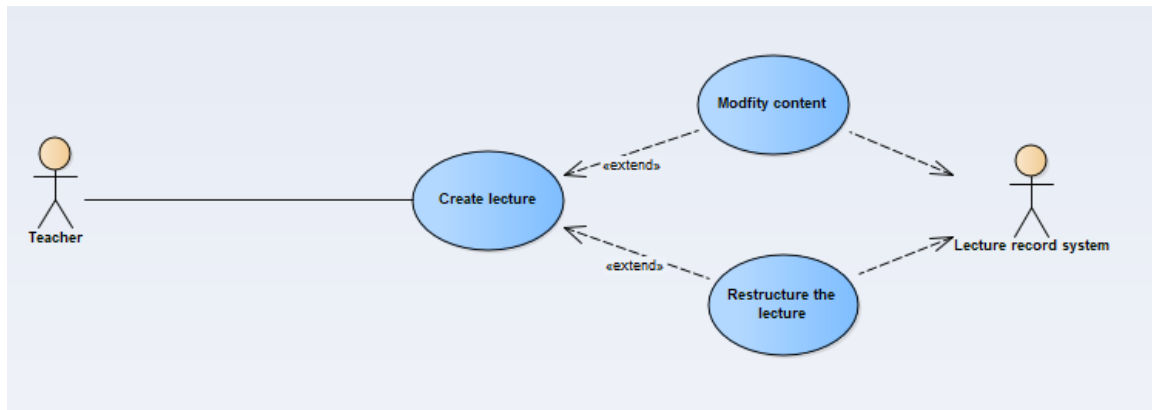 Modfity content
«extend»
Create lecture
Teacher
Lecture record system
«extend»
Restructure the
lecture